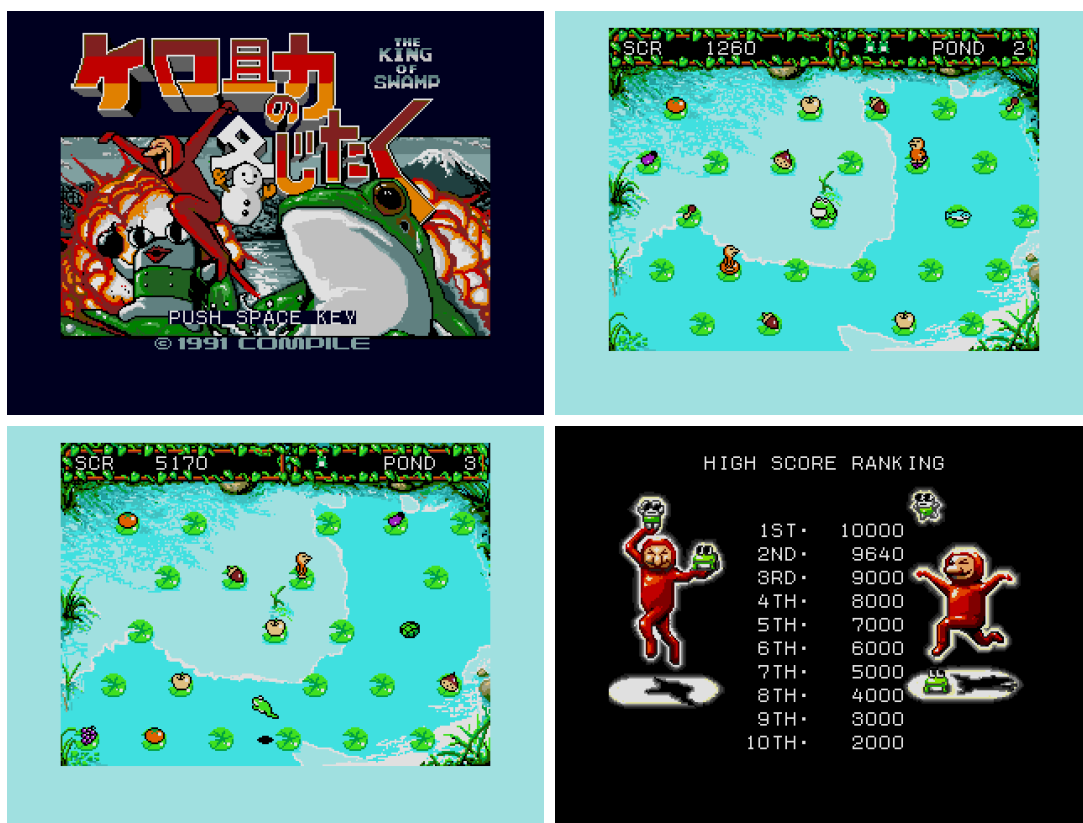 ケロ助の冬じたく
THE
KING
OF
SWAMP
PUSH SPACE KEY
© 1991 COMPILE
SCR 1260 POND 2
SCR 5170 POND 3
HIGH SCORE RANKING
1ST· 10000
2ND· 9640
3RD· 9000
4TH· 8000
5TH· 7000
6TH· 6000
7TH· 5000
8TH· 4000
9TH· 3000
10TH· 2000